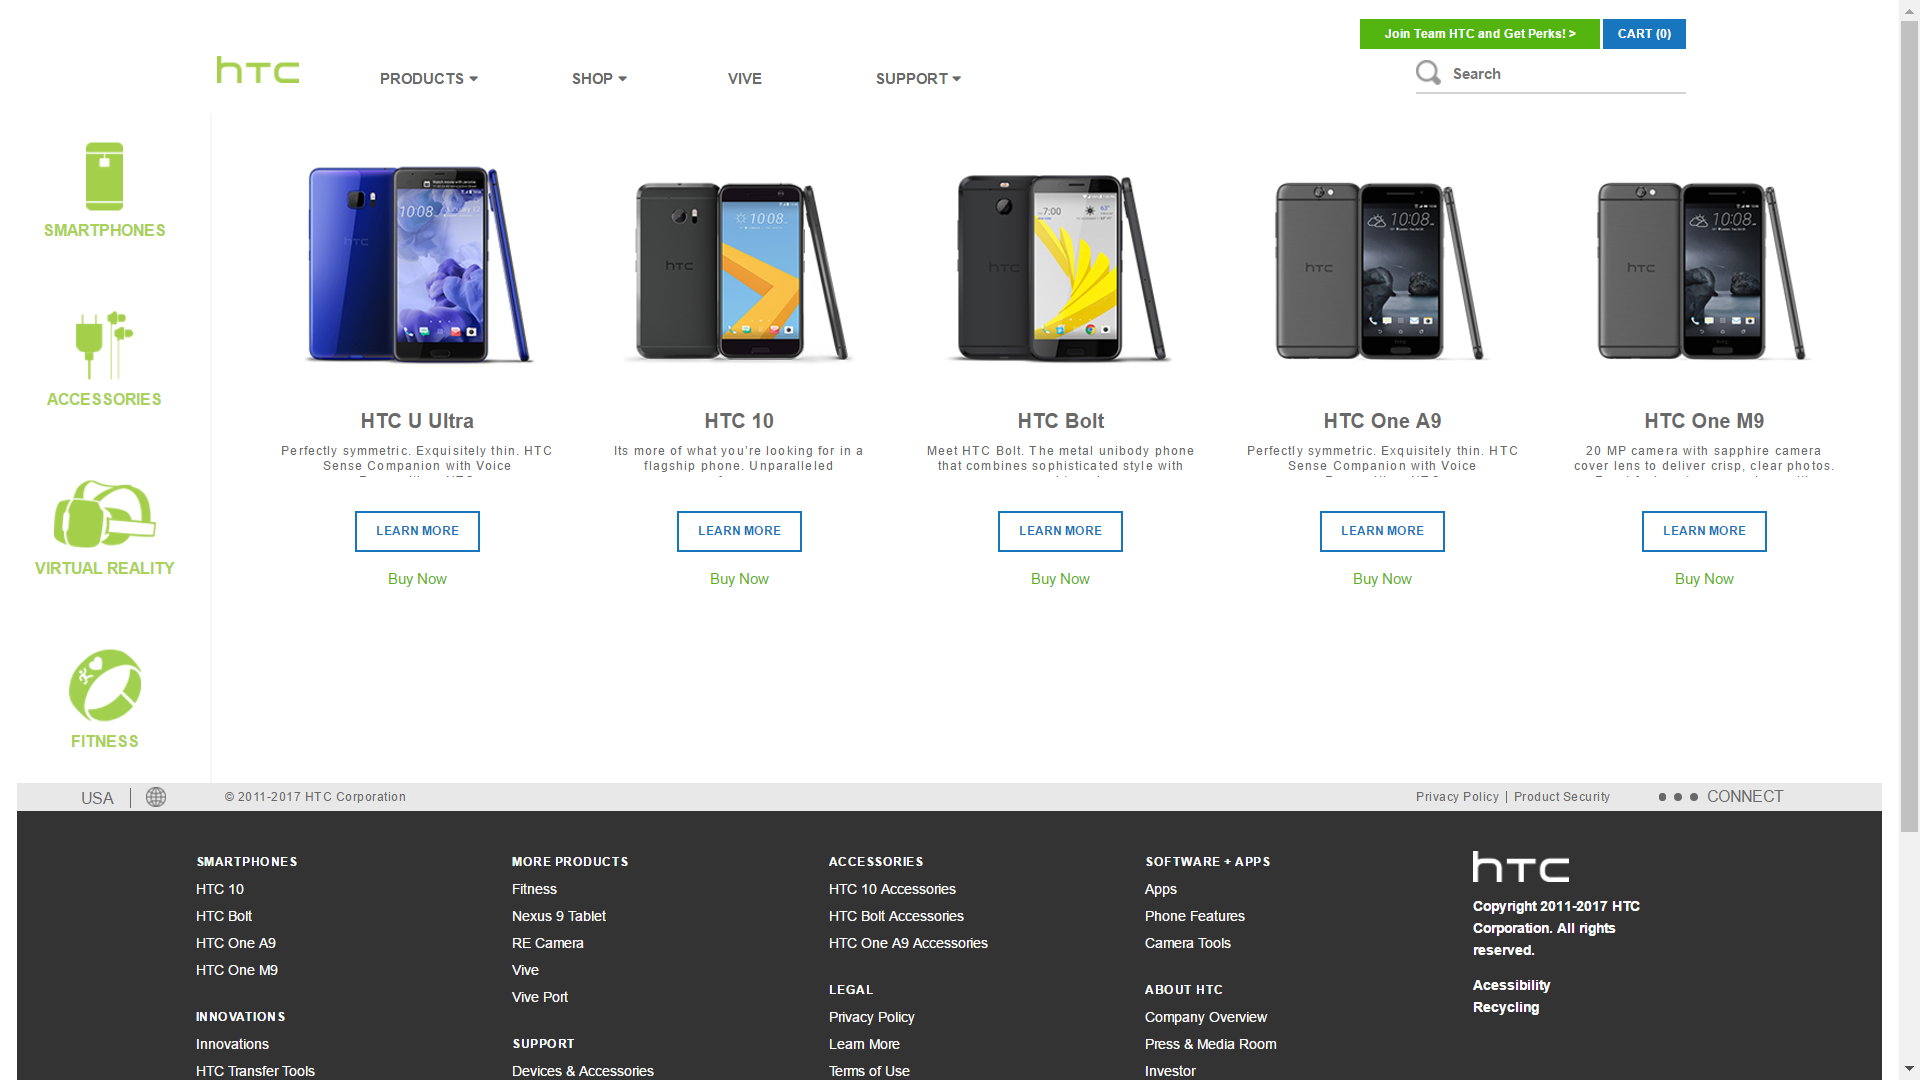 Join Team HTC and Get Perks! >
CART (0)
hTC
PRODUCTS
SHOP
VIVE
SUPPORT
Search
SMARTPHONES
ACCESSORIES
VIRTUAL REALITY
FITNESS
HTC U Ultra
Perfectly symmetric. Exquisitely thin. HTC
Sense Companion with Voice
LEARN MORE
Buy Now
HTC 10
Its more of what you’re looking for in a
flagship phone. Unparalleled
LEARN MORE
Buy Now
HTC Bolt
Meet HTC Bolt. The metal unibody phone
that combines sophisticated style with
LEARN MORE
Buy Now
HTC One A9
Perfectly symmetric. Exquisitely thin. HTC
Sense Companion with Voice
LEARN MORE
Buy Now
HTC One M9
20 MP camera with sapphire camera
cover lens to deliver crisp, clear photos.
LEARN MORE
Buy Now
USA
© 2011-2017 HTC Corporation
Privacy Policy | Product Security
CONNECT
SMARTPHONES
HTC 10
HTC Bolt
HTC One A9
HTC One M9
INNOVATIONS
Innovations
HTC Transfer Tools
MORE PRODUCTS
Fitness
Nexus 9 Tablet
RE Camera
Vive
Vive Port
SUPPORT
Devices & Accessories
ACCESSORIES
HTC 10 Accessories
HTC Bolt Accessories
HTC One A9 Accessories
LEGAL
Privacy Policy
Learn More
Terms of Use
SOFTWARE + APPS
Apps
Phone Features
Camera Tools
ABOUT HTC
Company Overview
Press & Media Room
Investor
hTC
Copyright 2011-2017 HTC
Corporation. All rights
reserved.
Acessibility
Recycling